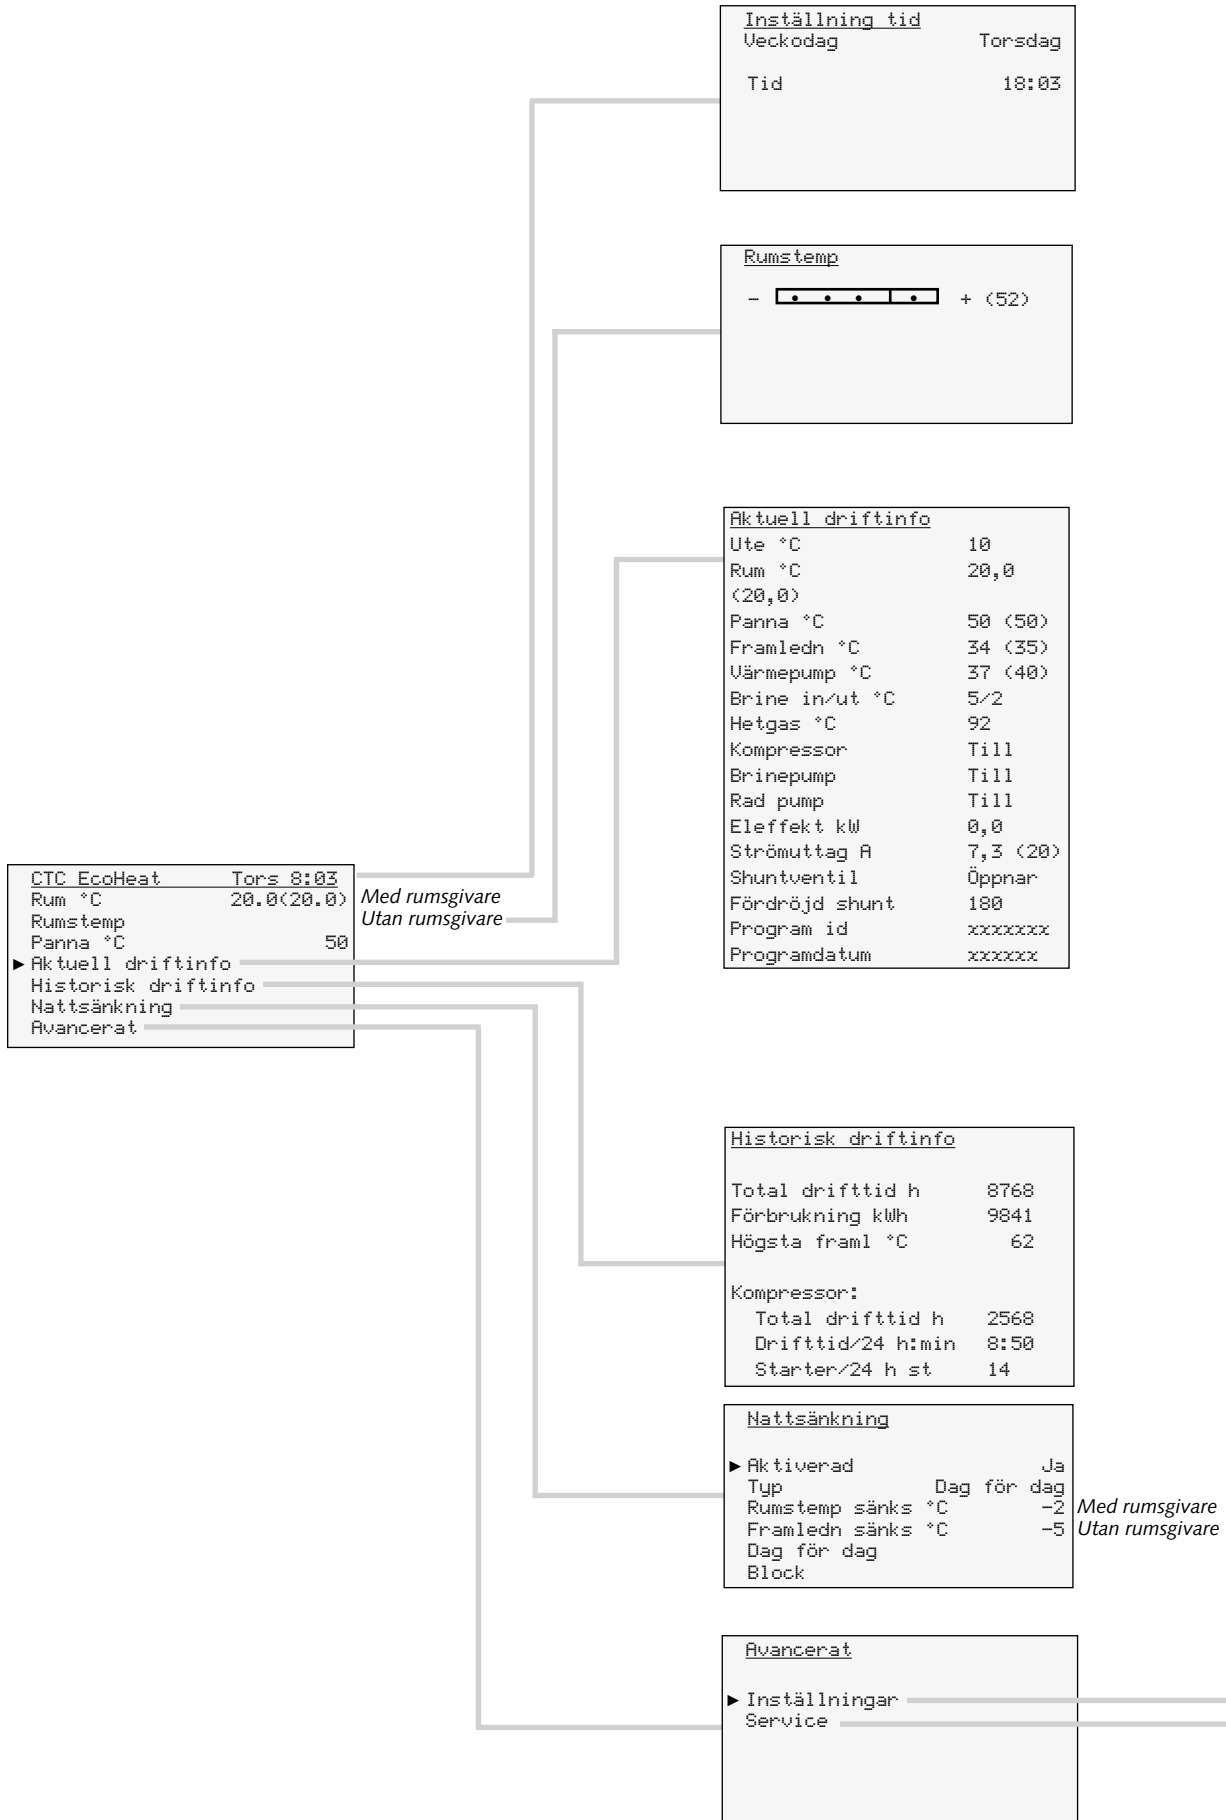 Inställning tid
Veckodag Torsdag
Tid 18:03
Rumstemp
- + (52)
Aktuell driftinfo
Ute °C 10
Rum °C 20,0
(20,0)
Panna °C 50 (50)
Framledn °C 34 (35)
Värmepump °C 37 (40)
Brine in/ut °C 5/2
Hetgas °C 92
Kompressor Till
Brinepump Till
Rad pump Till
Eleffekt kW 0,0
Strömuttag A 7,3 (20)
Shuntventil Öppnar
Fördröjd shunt 180
Program id xxxxxxx
Programdatum xxxxxx
CTC EcoHeat Tors 8:03
Rum °C 20.0(20.0) Med rumsgivare
Rumstemp Utan rumsgivare
Panna °C 50
►Aktuell driftinfo
Historisk driftinfo
Nattsänkning
Avancerat
Historisk driftinfo
Total drifttid h 8768
Förbrukning kWh 9841
Högsta framl °C 62
Kompressor:
Total drifttid h 2568
Drifttid/24 h:min 8:50
Starter/24 h st 14
Nattsänkning
►Aktiverad Ja
Typ Dag för dag
Rumstemp sänks °C -2 Med rumsgivare
Framledn sänks °C -5 Utan rumsgivare
Dag för dag
Block
Avancerat
►Inställningar
Service